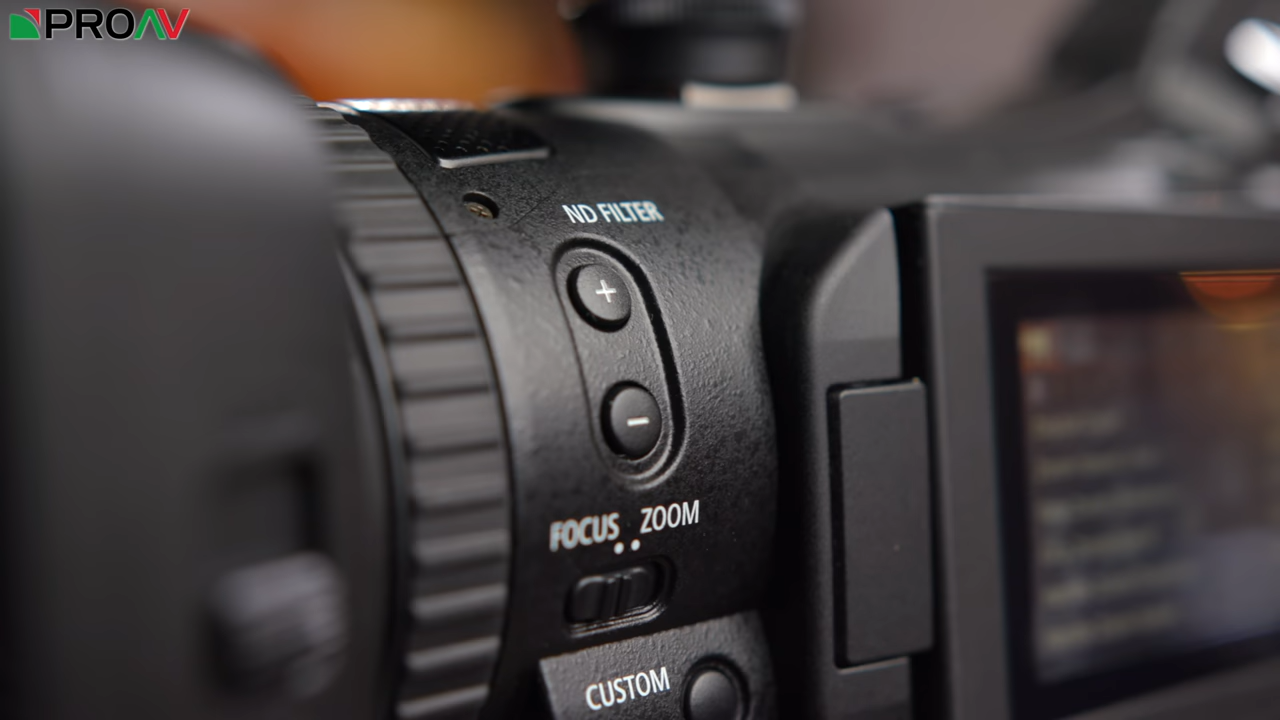 PROAV
ND FILTER
+
-
FOCUS ZOOM
CUSTOM